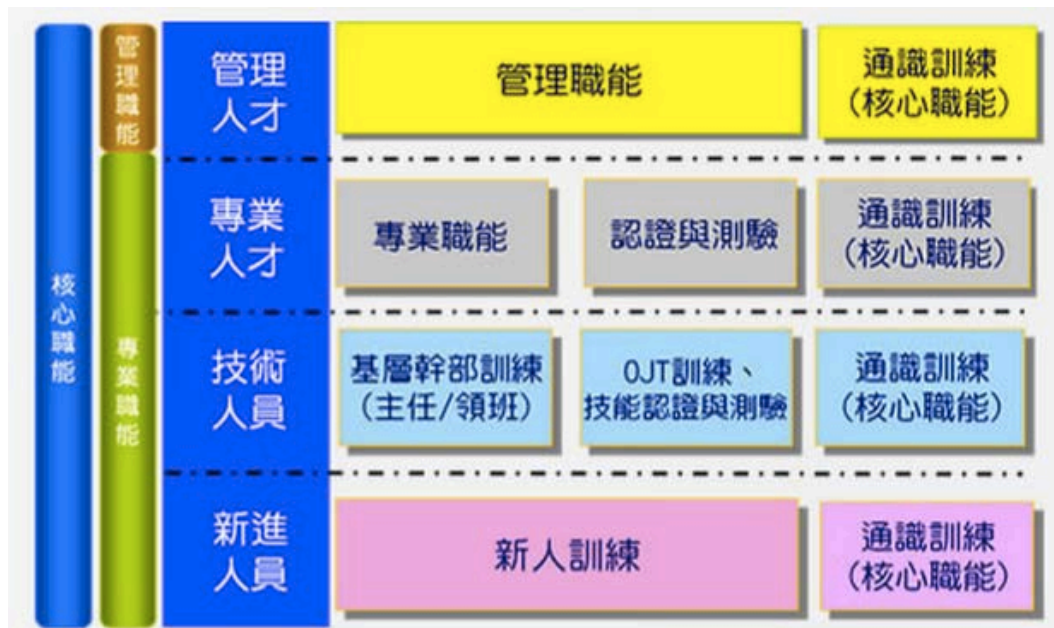 核心職能
管理職能
專業職能
管理
人才
管理職能
通識訓練
(核心職能)
專業
人才
專業職能
認證與測驗
通識訓練
(核心職能)
技術
人員
基層幹部訓練
(主任/領班)
OJT訓練、
技能認證與測驗
通識訓練
(核心職能)
新進
人員
新人訓練
通識訓練
(核心職能)